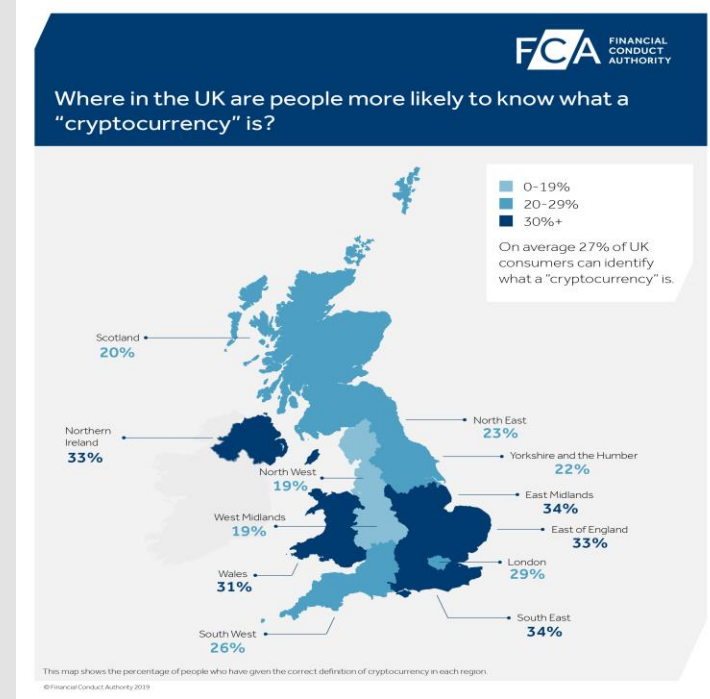 FCA FINANCIAL
CONDUCT
AUTHORITY
Where in the UK are people more likely to know what a
“cryptocurrency” is?
0-19%
20-29%
30%+
On average 27% of UK
consumers can identify
what a “cryptocurrency” is.
Scotland
20%
Northern
Ireland
33%
North East
23%
Yorkshire and the Humber
22%
North West
19%
East Midlands
34%
West Midlands
19%
East of England
33%
London
29%
Wales
31%
South East
34%
South West
26%
This map shows the percentage of people who have given the correct definition of cryptocurrency in each region
© Financial Conduct Authority 2019